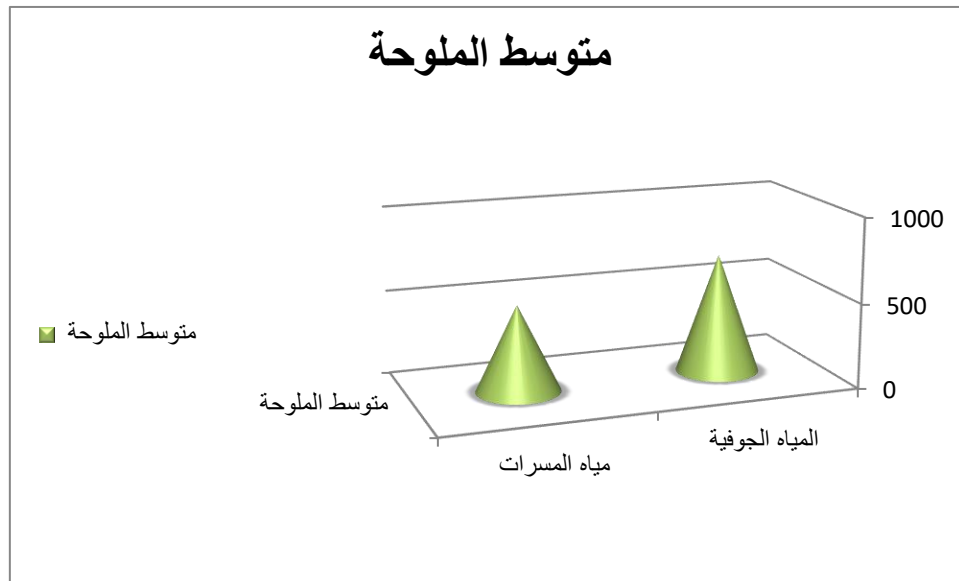 متوسط الملوحة
1000
500
0
متوسط الملوحة
متوسط الملوحة
المياه الجوفية
مياه المسرات